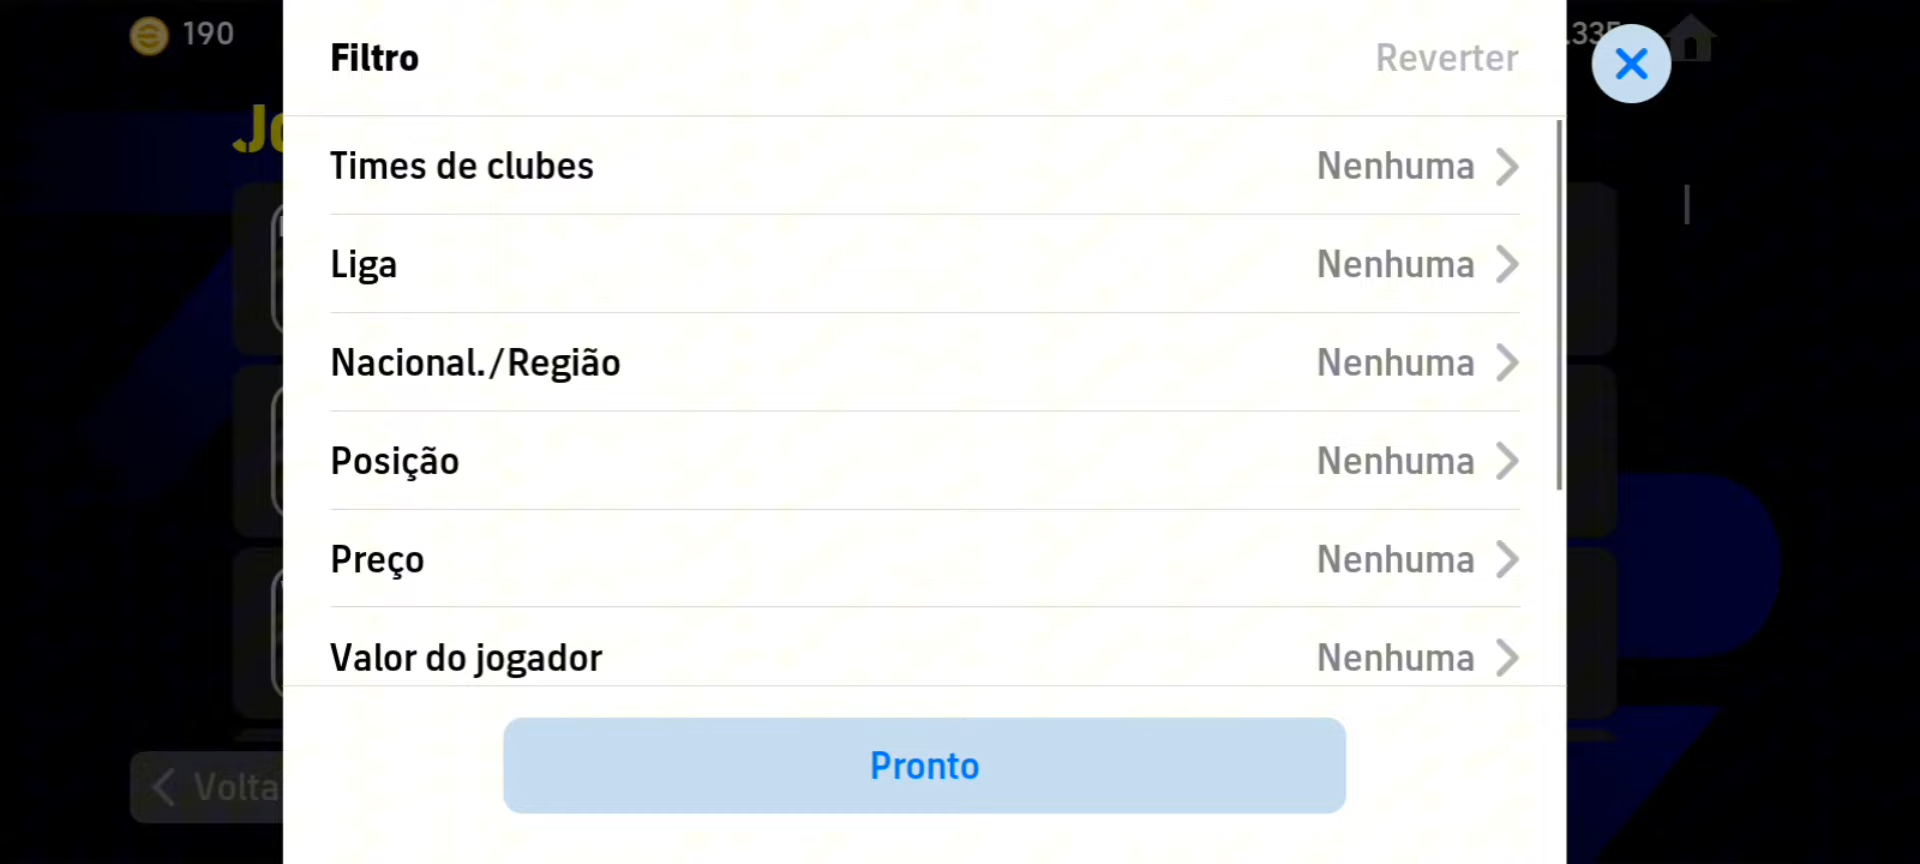 190
Filtro
Reverter
Times de clubes Nenhuma
Liga Nenhuma
Nacional./Região Nenhuma
Posição Nenhuma
Preço Nenhuma
Valor do jogador Nenhuma
Pronto
Volta